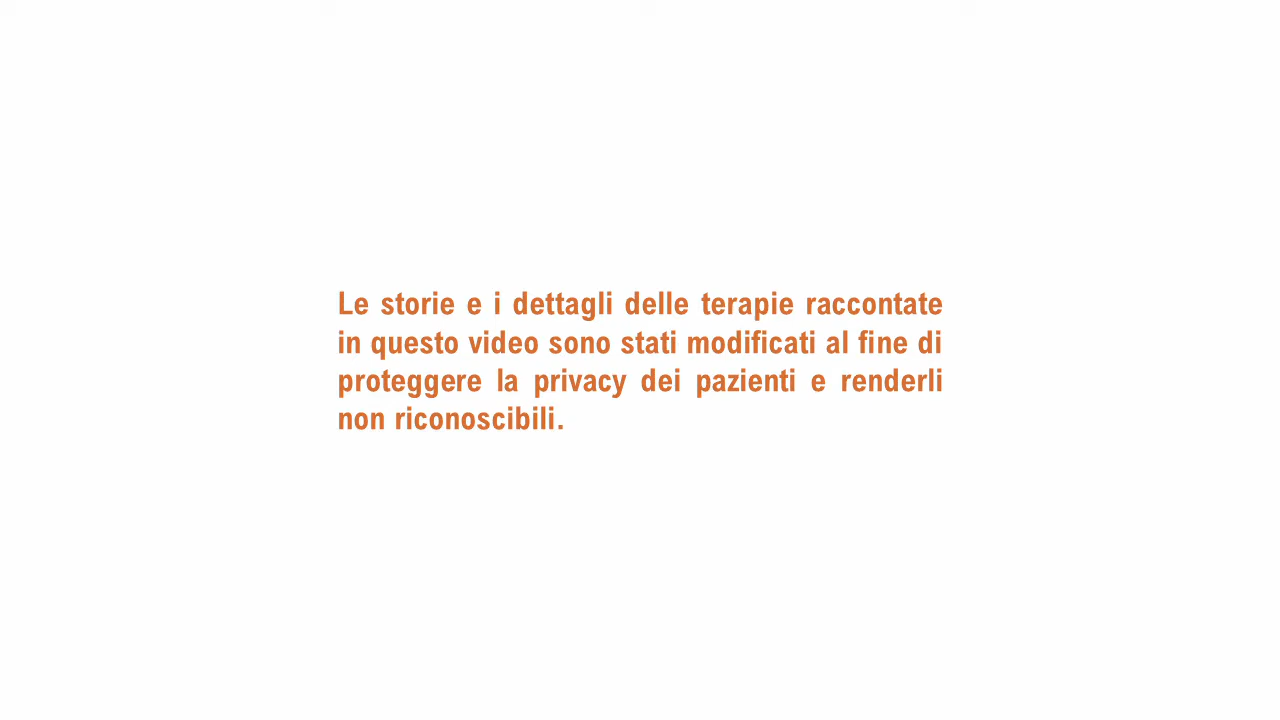 Le storie e i dettagli delle terapie raccontate
in questo video sono stati modificati al fine di
proteggere la privacy dei pazienti e renderli
non riconoscibili.